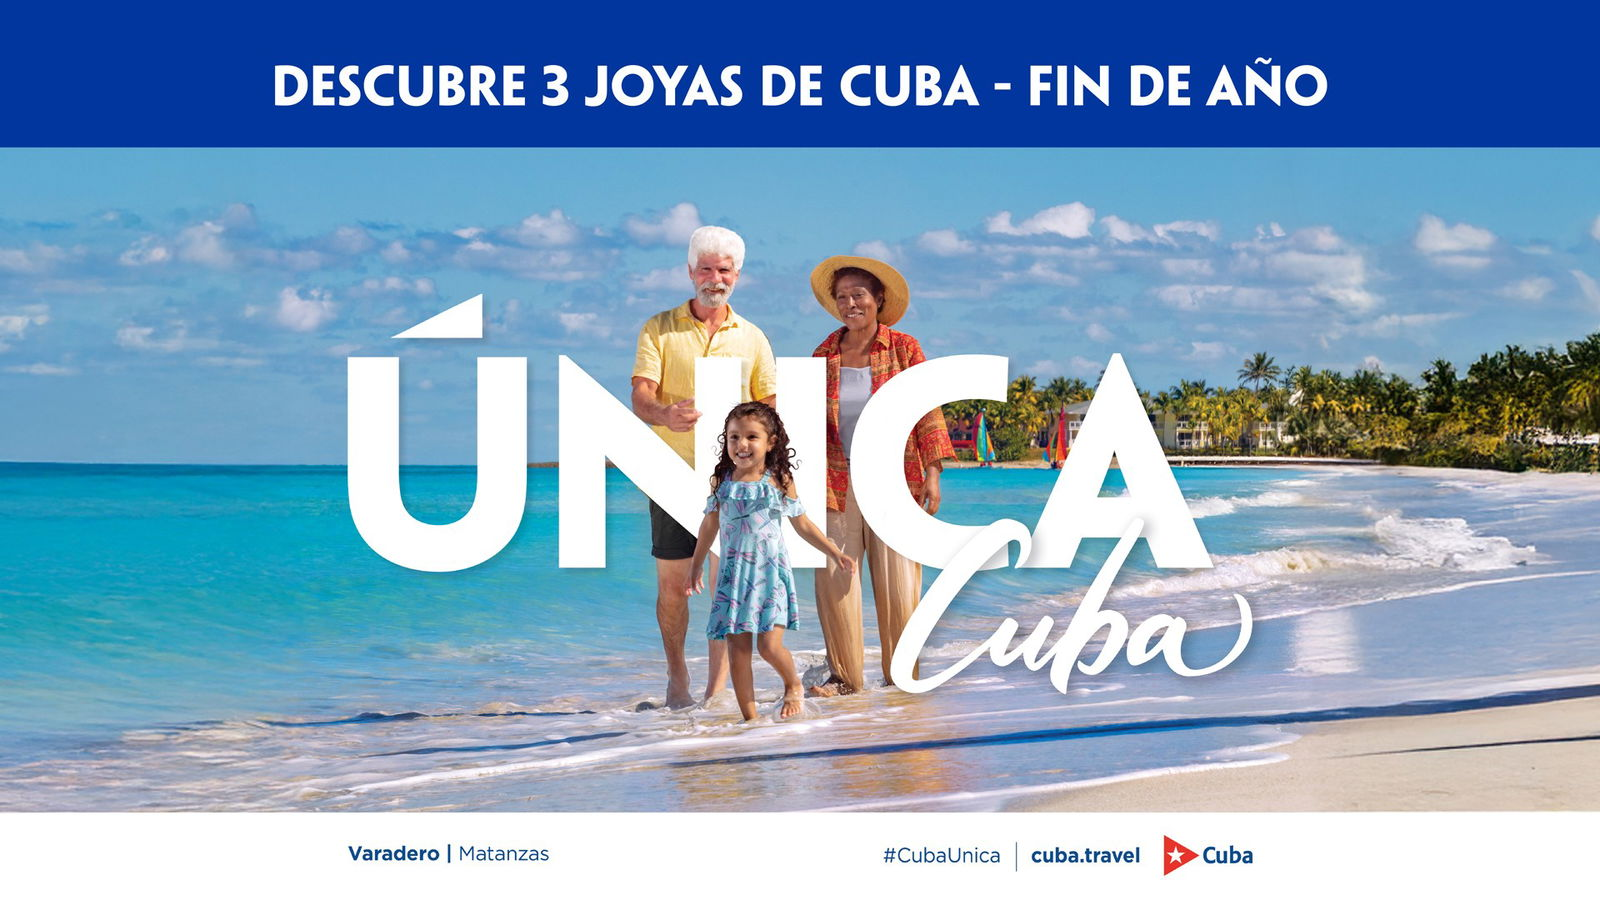 DESCUBRE 3 JOYAS DE CUBA - FIN DE AÑO
ÚNICA
Cuba
Varadero | Matanzas
#CubaUnica | cuba.travel
Cuba